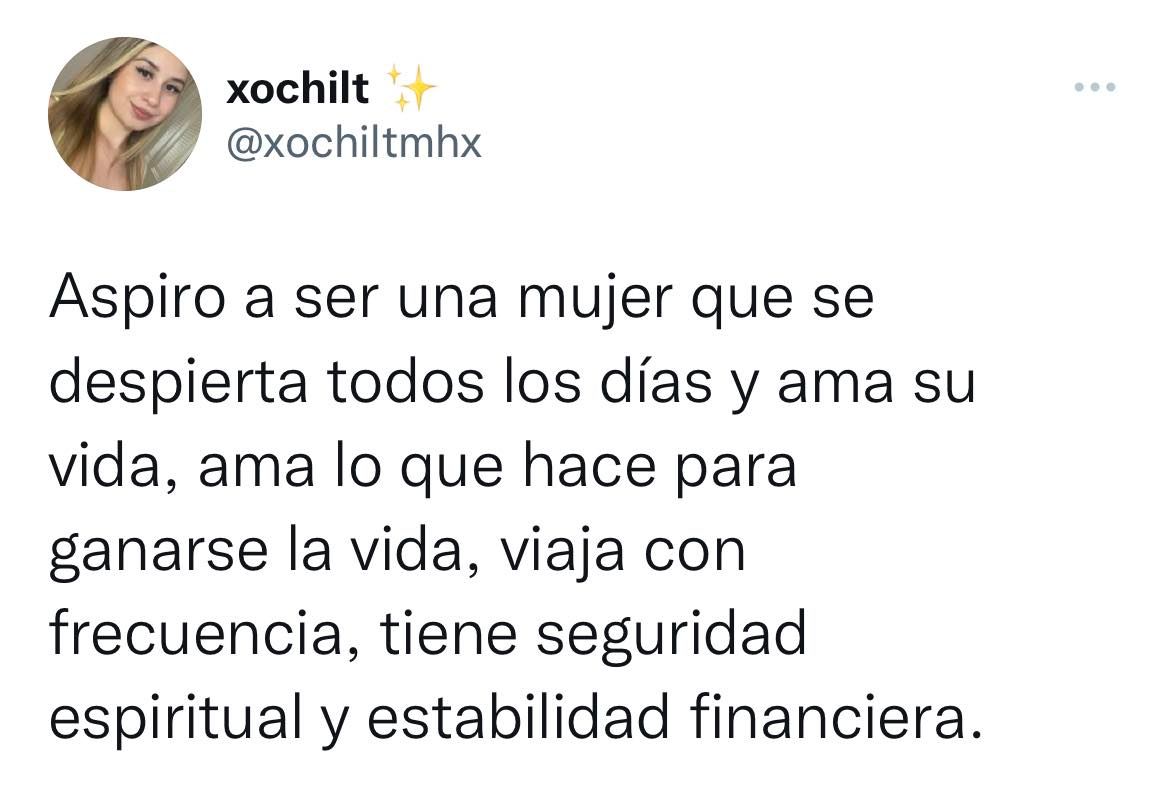 xochilt ✨
@xochiltmhx
Aspiro a ser una mujer que se
despierta todos los días y ama su
vida, ama lo que hace para
ganarse la vida, viaja con
frecuencia, tiene seguridad
espiritual y estabilidad financiera.